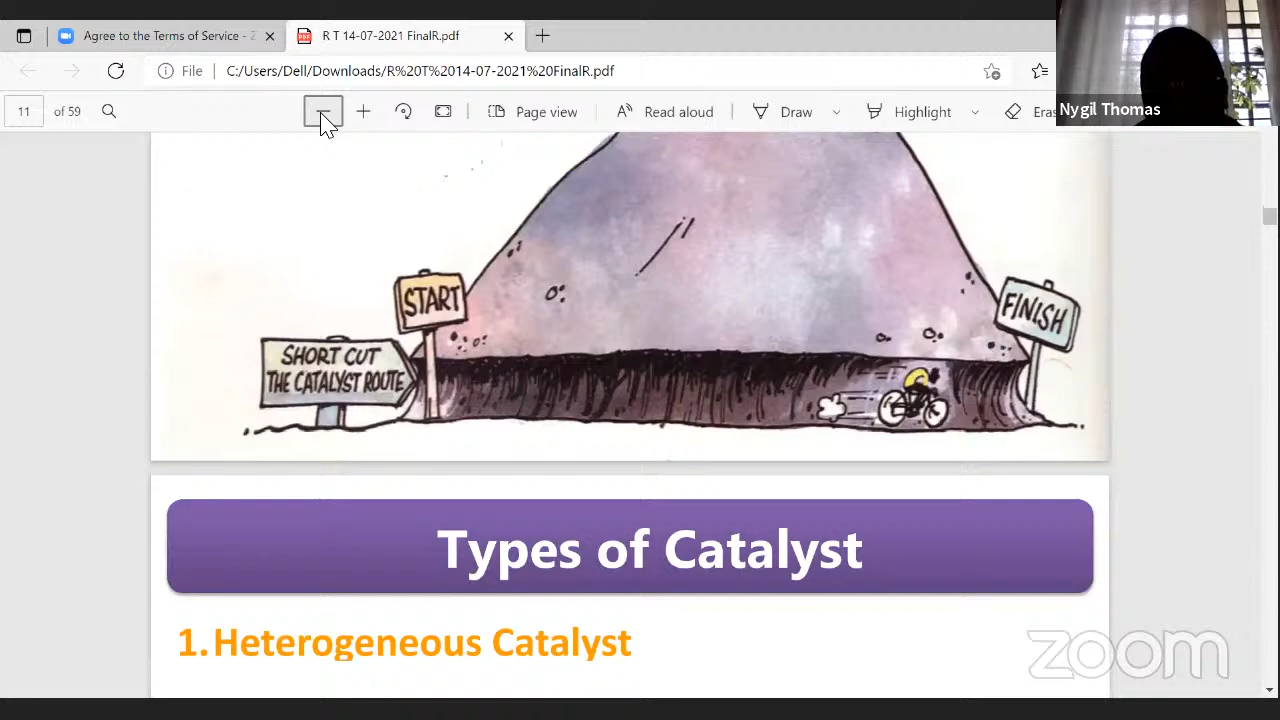 Agree to the Terms of Service - Z
R T 14-07-2021 FinalR.pdf
File
C:/Users/Dell/Downloads/R%20T%2014-07-2021%20FinalR.pdf
11 of 59
Page view
Read aloud
Draw
Highlight
Eras
Nygil Thomas
START
FINISH
SHORT CUT
THE CATALYST ROUTE
Types of Catalyst
1. Heterogeneous Catalyst
zoom